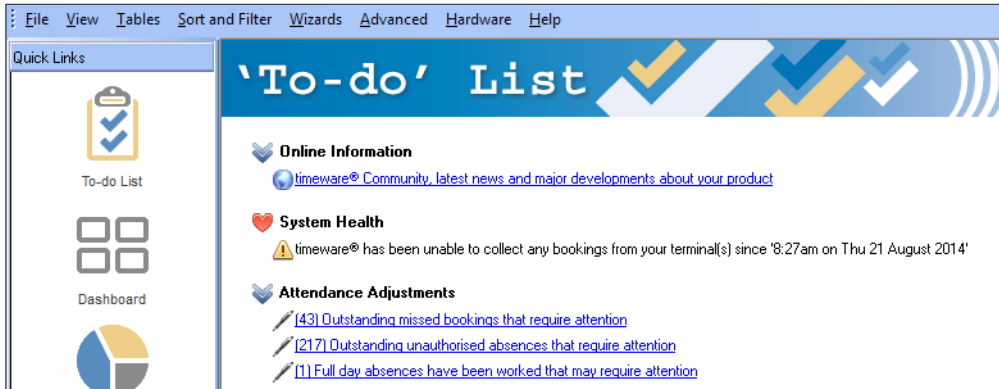 File View Tables Sort and Filter Wizards Advanced Hardware Help
Quick Links
'To-do' List
To-do List
Dashboard
Online Information
timeware® Community, latest news and major developments about your product
System Health
timeware® has been unable to collect any bookings from your terminal(s) since '8:27am on Thu 21 August 2014'
Attendance Adjustments
(43) Outstanding missed bookings that require attention
(217) Outstanding unauthorised absences that require attention
(1) Full day absences have been worked that may require attention